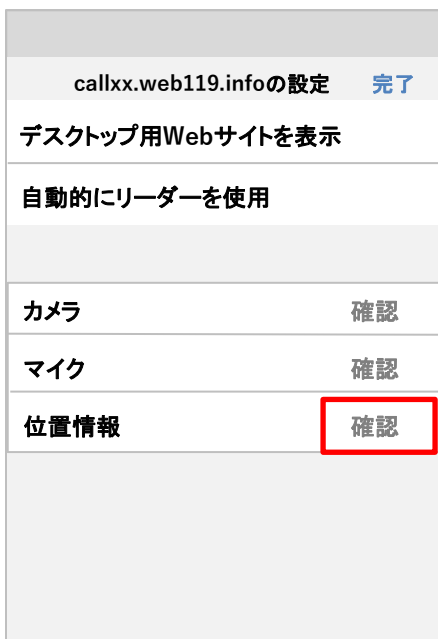 callxx.web119.infoの設定 完了
デスクトップ用Webサイトを表示
自動的にリーダーを使用
カメラ 確認
マイク 確認
位置情報 確認